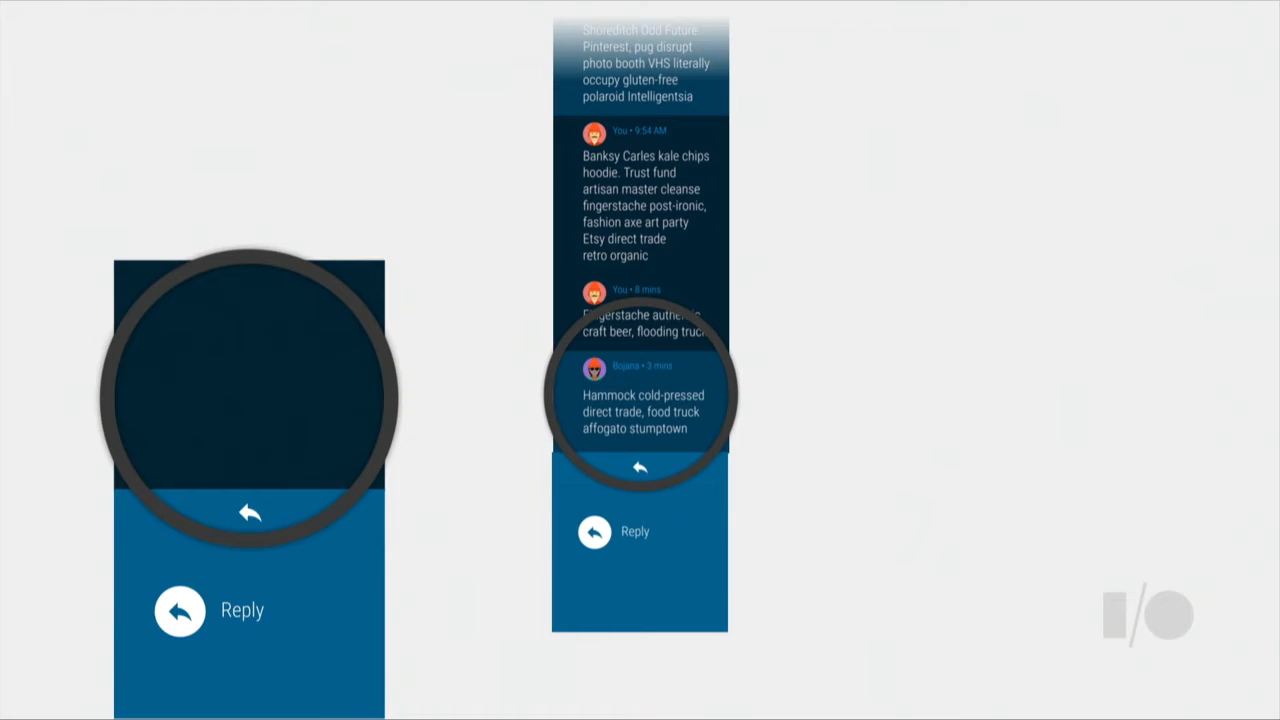 Reply
Shoreditch Odd Future
Pinterest, pug disrupt
photo booth VHS literally
occupy gluten-free
polaroid Intelligentsia
You • 9:54 AM
Banksy Carles kale chips
hoodie. Trust fund
artisan master cleanse
fingerstache post-ironic,
fashion axe art party
Etsy direct trade
retro organic
You • 8 mins
Fingerstache authentic
craft beer, flooding truck
Bojana • 3 mins
Hammock cold-pressed
direct trade, food truck
affogato stumptown
Reply
I/O